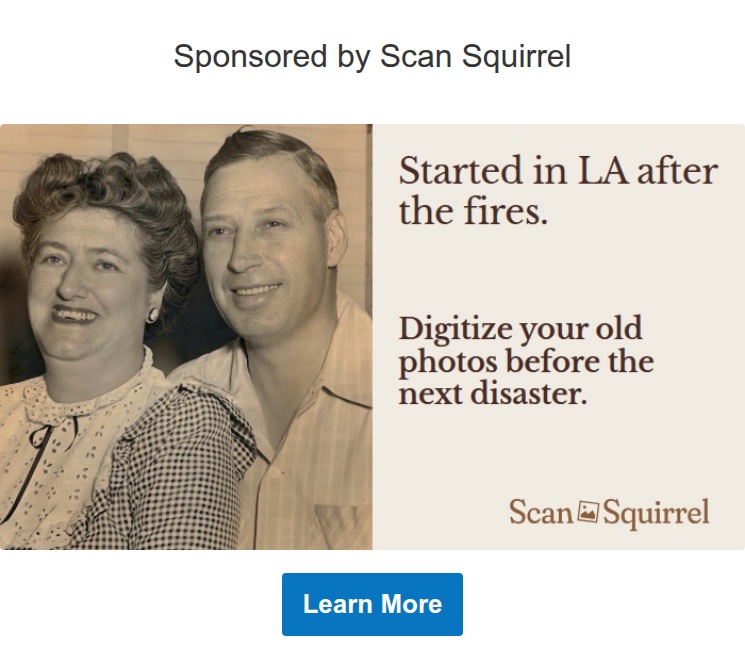 Sponsored by Scan Squirrel
Started in LA after
the fires.
Digitize your old
photos before the
next disaster.
Scan Squirrel
Learn More